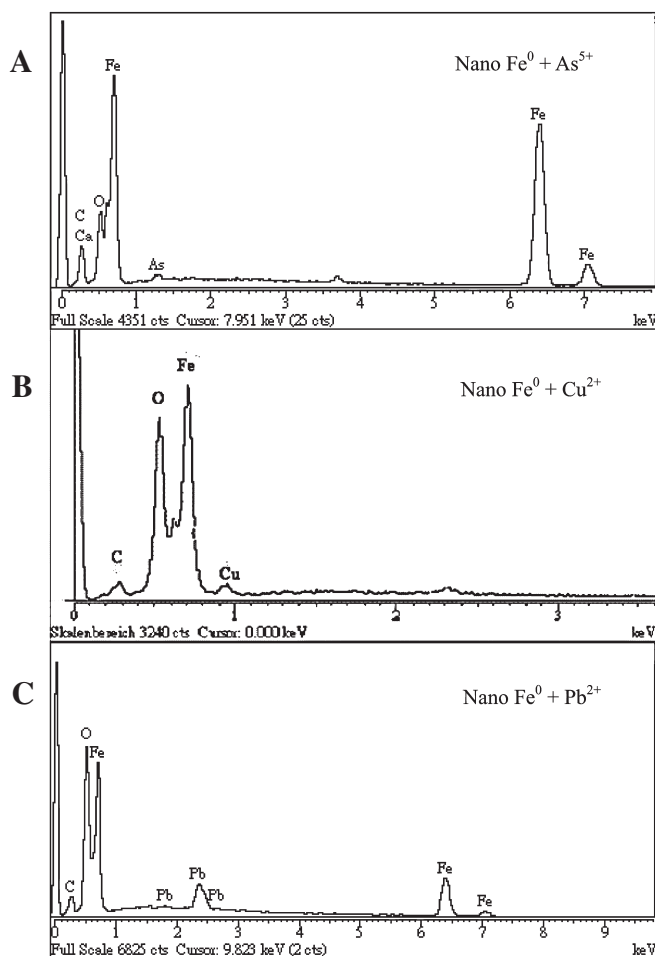 A
Nano Fe⁰ + As⁵⁺
Fe
Fe
C
O
Ca
As
Fe
0 1 2 3 4 5 6 7
keV
Full Scale 4351 cts Cursor: 7.951 keV (25 cts)
B
Nano Fe⁰ + Cu²⁺
Fe
O
C
Cu
0 1 2 3
keV
Skalenbereich 3240 cts Cursor: 0.000 keV
C
Nano Fe⁰ + Pb²⁺
O
Fe
C
Pb
Pb
Pb
Fe
Fe
0 1 2 3 4 5 6 7 8 9
keV
Full Scale 6825 cts Cursor: 9.823 keV (2 cts)